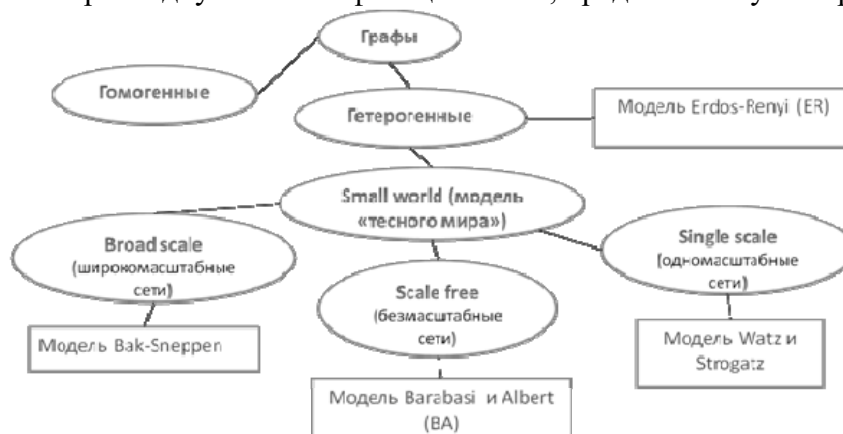 Графы
Гомогенные
Гетерогенные
Модель Erdos-Renyi (ER)
Small world (модель
«тесного мира»)
Broad scale
(широкомасштабные
сети)
Scale free
(безмасштабные
сети)
Single scale
(одномасштабные
сети)
Модель Bak-Sneppen
Модель Barabasi и Albert
(BA)
Модель Watz и
Strogatz